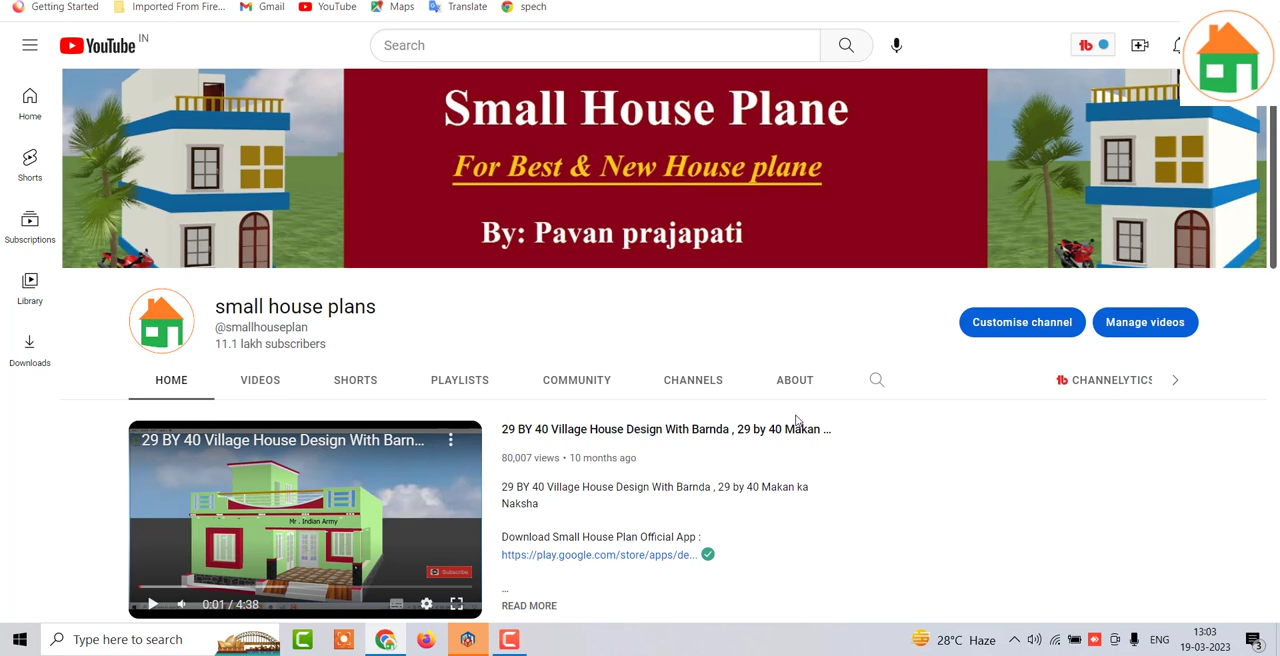 Getting Started Imported From Fire... Gmail YouTube Maps Translate spech
YouTube IN
Search
Home
Shorts
Subscriptions
Library
Downloads
Small House Plane
For Best & New House plane
By: Pavan prajapati
small house plans
@smallhouseplan
11.1 lakh subscribers
Customise channel
Manage videos
HOME VIDEOS SHORTS PLAYLISTS COMMUNITY CHANNELS ABOUT tb CHANNELYTICS
29 BY 40 Village House Design With Barn...
Mr . Indian Army
Subscribe
0:01 / 4:38
29 BY 40 Village House Design With Barnda , 29 by 40 Makan ...
80,007 views • 10 months ago
29 BY 40 Village House Design With Barnda , 29 by 40 Makan ka
Naksha
Download Small House Plan Official App :
https://play.google.com/store/apps/de...
...
READ MORE
Type here to search
28°C Haze
ENG
13:03
19-03-2023
3